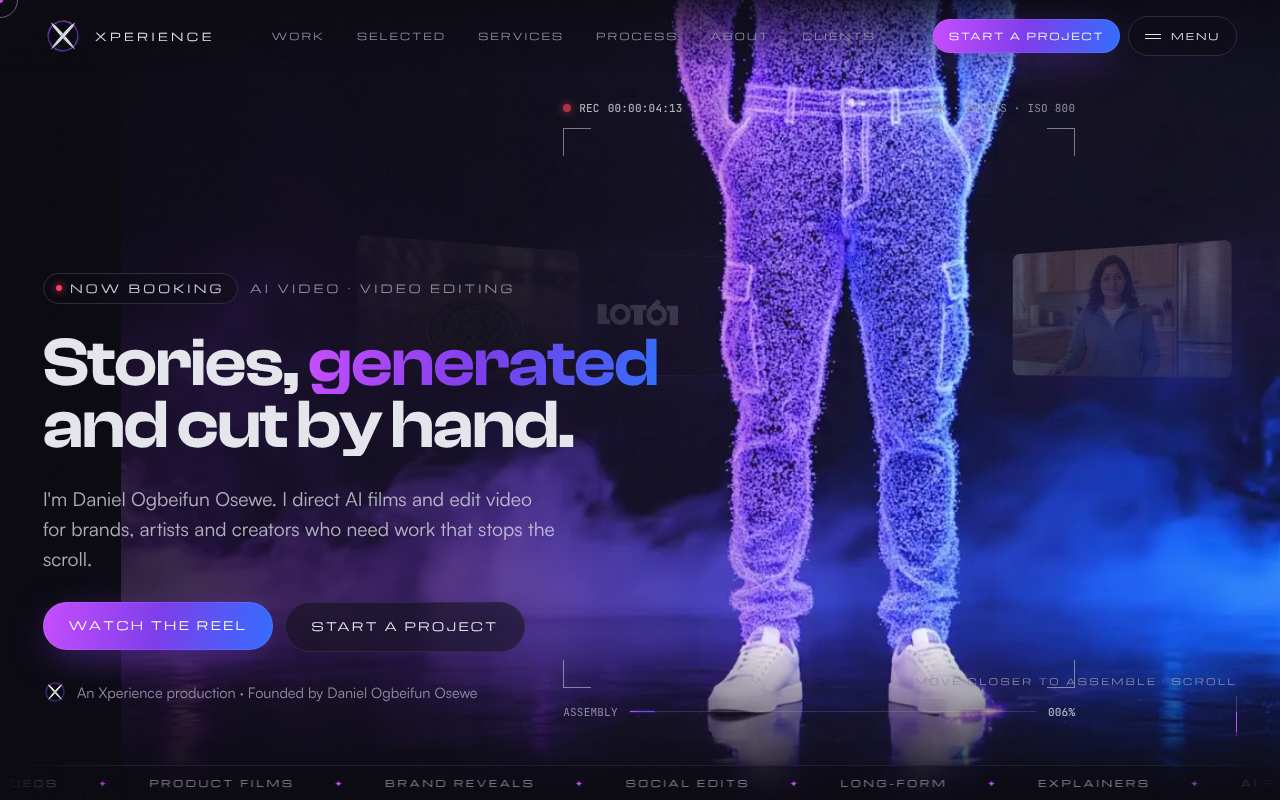 XPERIENCE
WORK
SELECTED
SERVICES
PROCESS
ABOUT
CLIENTS
START A PROJECT
MENU
REC 00:00:04:13
· ISO 800
NOW BOOKING
AI VIDEO · VIDEO EDITING
LOTÓ1
Stories, generated
and cut by hand.
I'm Daniel Ogbeifun Osewe. I direct AI films and edit video
for brands, artists and creators who need work that stops the
scroll.
WATCH THE REEL
START A PROJECT
An Xperience production · Founded by Daniel Ogbeifun Osewe
MOVE CLOSER TO ASSEMBLE
SCROLL
ASSEMBLY
006%
PRODUCT FILMS
BRAND REVEALS
SOCIAL EDITS
LONG-FORM
EXPLAINERS